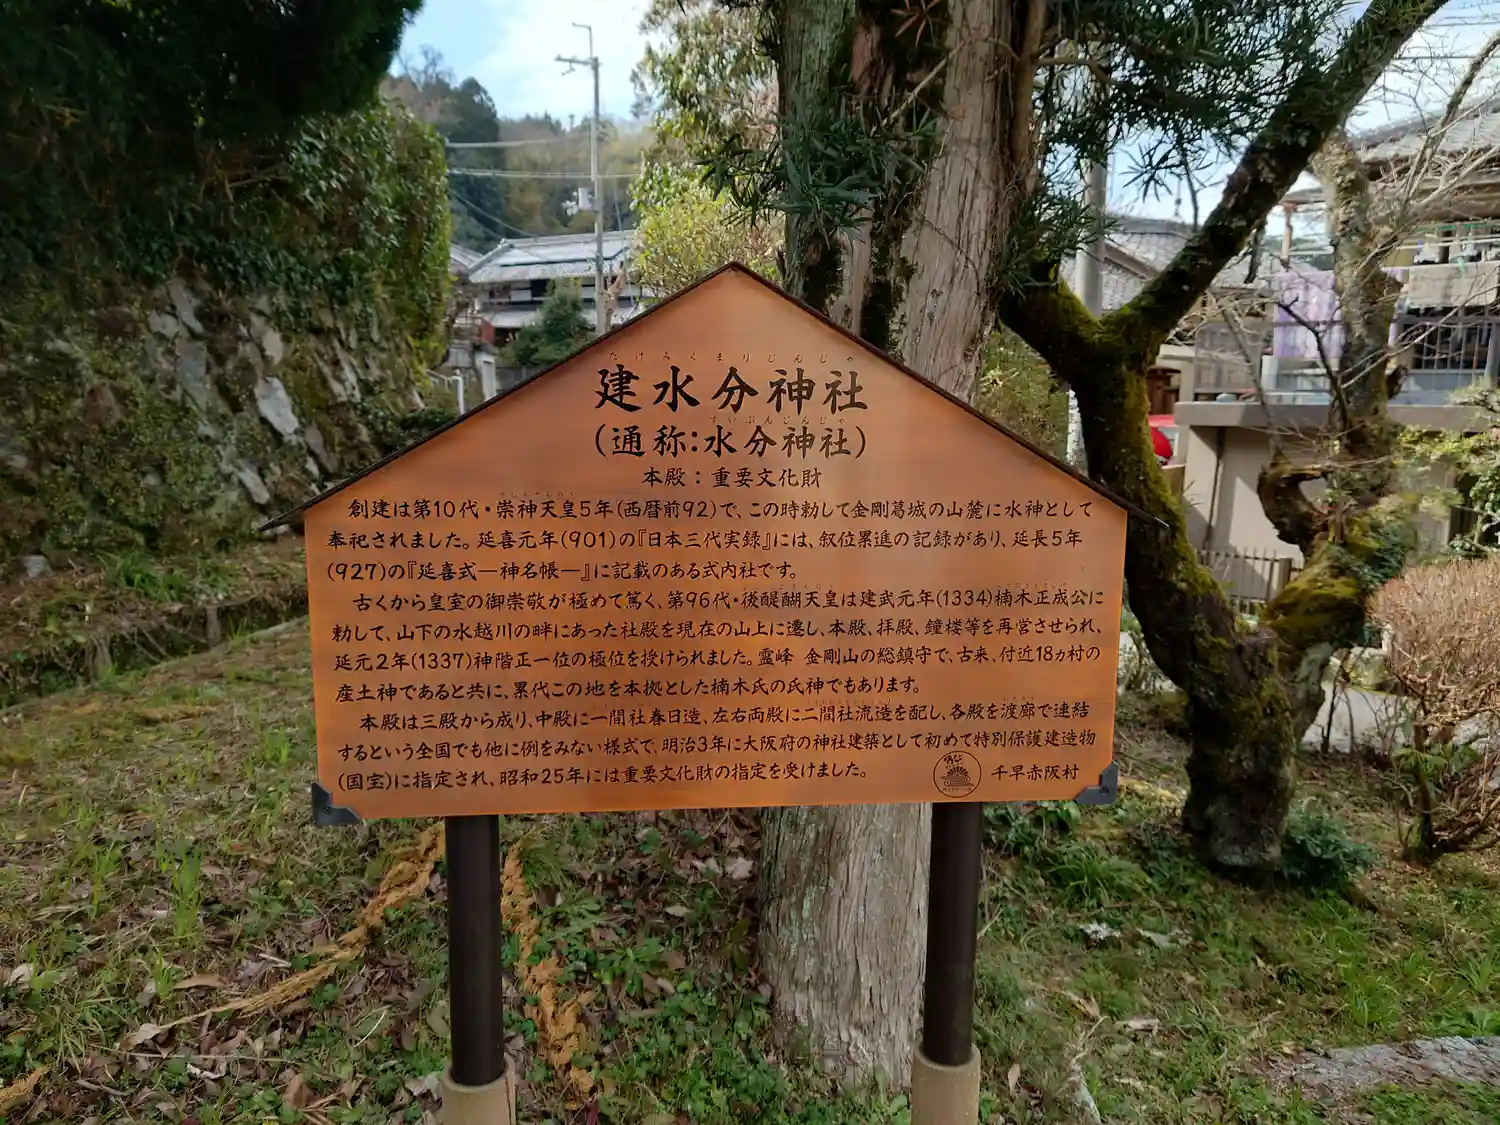 たけみくまりじんじゃ
建水分神社
すいぶんじんじゃ
(通称:水分神社)
本殿:重要文化財
創建は第10代・崇神天皇5年(西暦前92)で、この時勅して金剛葛城の山麓に水神として
奉祀されました。延喜元年(901)の『日本三代実録』には、叙位累進の記録があり、延長5年
(927)の『延喜式―神名帳―』に記載のある式内社です。
古くから皇室の御崇敬が極めて篤く、第96代・後醍醐天皇は建武元年(1334)楠木正成公に
勅して、山下の水越川の畔にあった社殿を現在の山上に遷し、本殿、拝殿、鐘楼等を再営させられ、
延元2年(1337)神階正一位の極位を授けられました。霊峰 金剛山の総鎮守で、古来、付近18ヵ村の
産土神であると共に、累代この地を本拠とした楠木氏の氏神でもあります。
本殿は三殿から成り、中殿に一間社春日造、左右両殿に二間社流造を配し、各殿を渡廊で連結
するという全国でも他に例をみない様式で、明治3年に大阪府の神社建築として初めて特別保護建造物
(国宝)に指定され、昭和25年には重要文化財の指定を受けました。
千早赤阪村